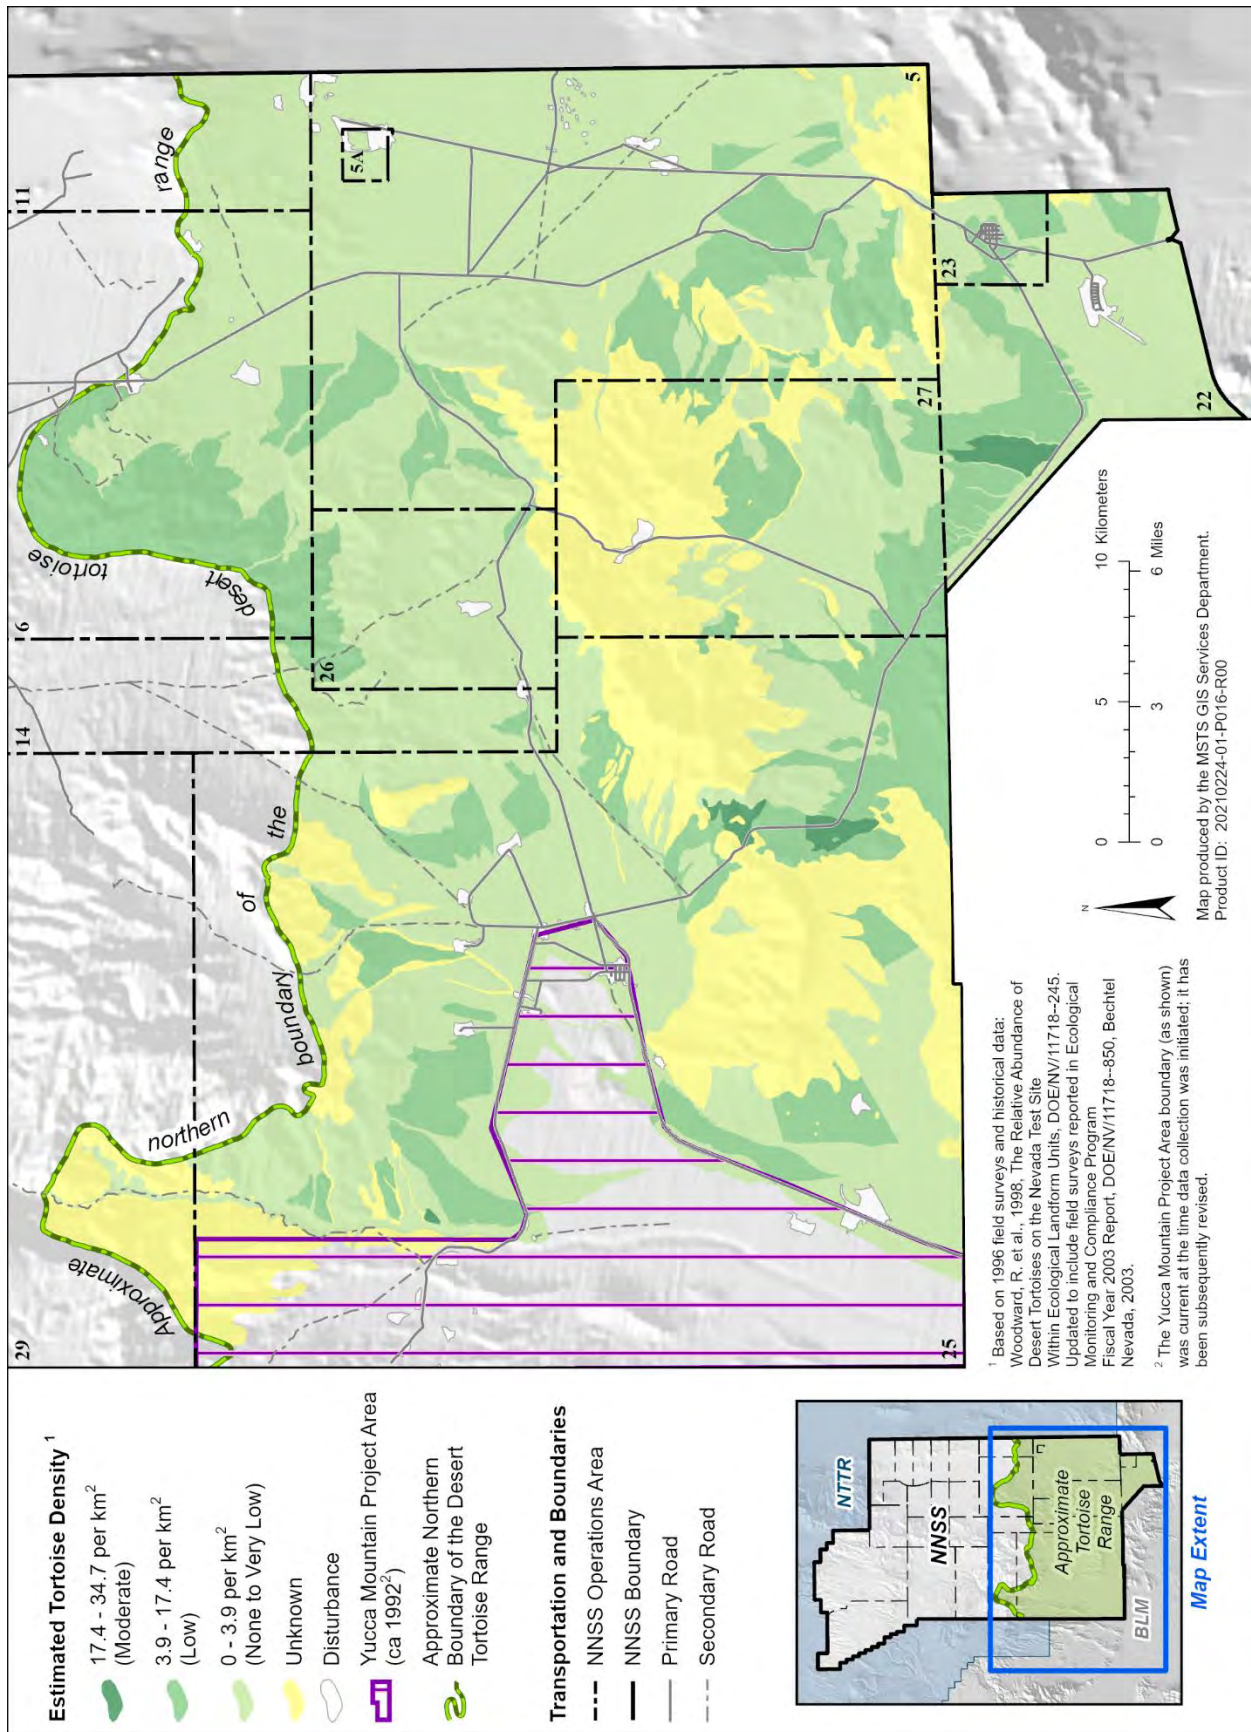 29
14
6
11
Approximate
northern
boundary
of
the
desert
tortoise
range
26
5A
5
25
27
23
22
Estimated Tortoise Density 1
17.4 - 34.7 per km2
(Moderate)
3.9 - 17.4 per km2
(Low)
0 - 3.9 per km2
(None to Very Low)
Unknown
Disturbance
Yucca Mountain Project Area
(ca 19922)
Approximate Northern
Boundary of the Desert
Tortoise Range
Transportation and Boundaries
NNSS Operations Area
NNSS Boundary
Primary Road
Secondary Road
NTTR
NNSS
Approximate
Tortoise
Range
BLM
Map Extent
1 Based on 1996 field surveys and historical data:
Woodward, R. et al., 1998, The Relative Abundance of
Desert Tortoises on the Nevada Test Site
Within Ecological Landform Units, DOE/NV/11718--245.
Updated to include field surveys reported in Ecological
Monitoring and Compliance Program
Fiscal Year 2003 Report, DOE/NV/11718--850, Bechtel
Nevada, 2003.
2 The Yucca Mountain Project Area boundary (as shown)
was current at the time data collection was initiated; it has
been subsequently revised.
N
0 5 10 Kilometers
0 3 6 Miles
Map produced by the MSTS GIS Services Department.
Product ID: 20210224-01-P016-R00